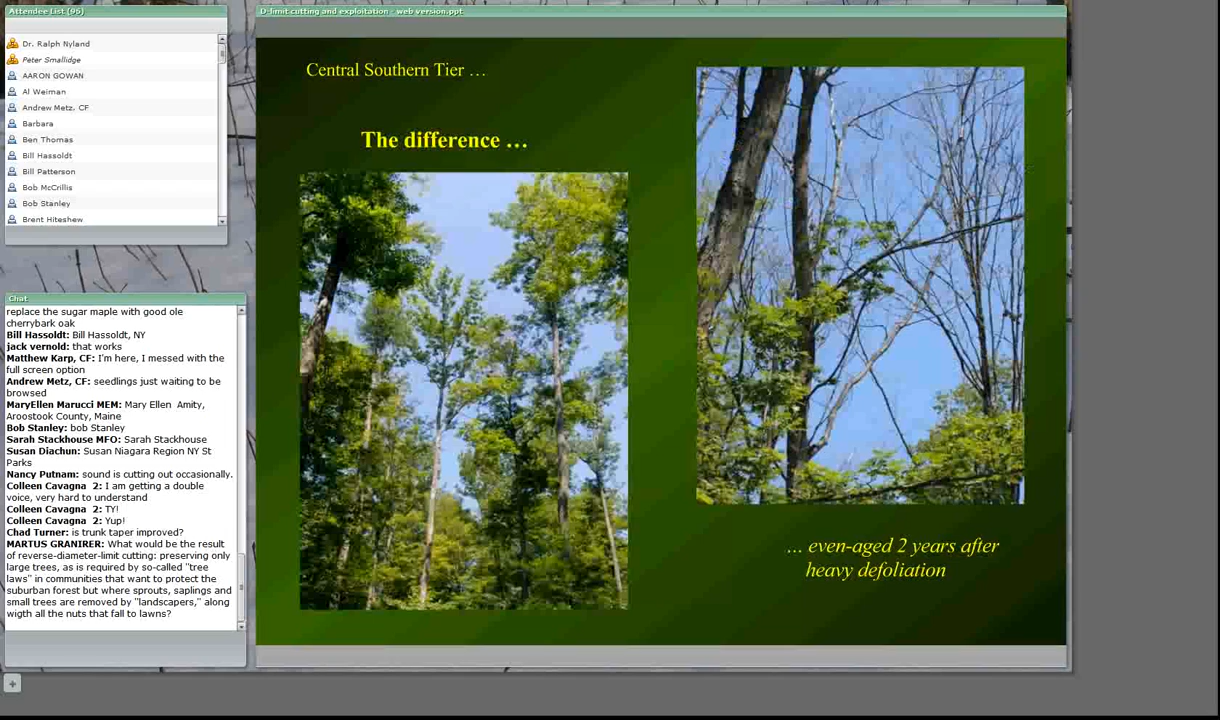 Attendee List (95)
Dr. Ralph Nyland
Peter Smallidge
AARON GOWAN
Al Weiman
Andrew Metz, CF
Barbara
Ben Thomas
Bill Hassoldt
Bill Patterson
Bob McCrillis
Bob Stanley
Brent Hiteshew
Chat
replace the sugar maple with good ole
cherrybark oak
Bill Hassoldt: Bill Hassoldt, NY
jack vernold: that works
Matthew Karp, CF: I'm here, I messed with the
full screen option
Andrew Metz, CF: seedlings just waiting to be
browsed
MaryEllen Marucci MEM: Mary Ellen Amity,
Aroostook County, Maine
Bob Stanley: bob Stanley
Sarah Stackhouse MFO: Sarah Stackhouse
Susan Diachun: Susan Niagara Region NY St
Parks
Nancy Putnam: sound is cutting out occasionally.
Colleen Cavagna 2: I am getting a double
voice, very hard to understand
Colleen Cavagna 2: TY!
Colleen Cavagna 2: Yup!
Chad Turner: is trunk taper improved?
MARTUS GRANIRER: What would be the result
of reverse-diameter-limit cutting: preserving only
large trees, as is required by so-called "tree
laws" in communities that want to protect the
suburban forest but where sprouts, saplings and
small trees are removed by "landscapers," along
wigth all the nuts that fall to lawns?
D-limit cutting and exploitation - web version.ppt
Central Southern Tier ...
The difference ...
... even-aged 2 years after
heavy defoliation